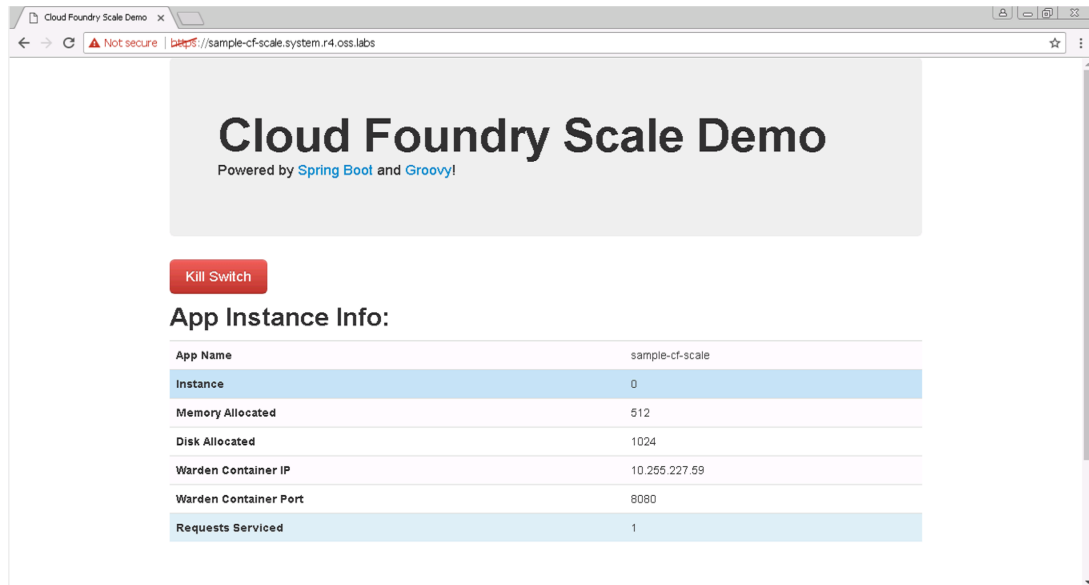 Cloud Foundry Scale Demo
Not secure | https://sample-cf-scale.system.r4.oss.labs
Cloud Foundry Scale Demo
Powered by Spring Boot and Groovy!
Kill Switch
App Instance Info:
App Name sample-cf-scale
Instance 0
Memory Allocated 512
Disk Allocated 1024
Warden Container IP 10.255.227.59
Warden Container Port 8080
Requests Serviced 1